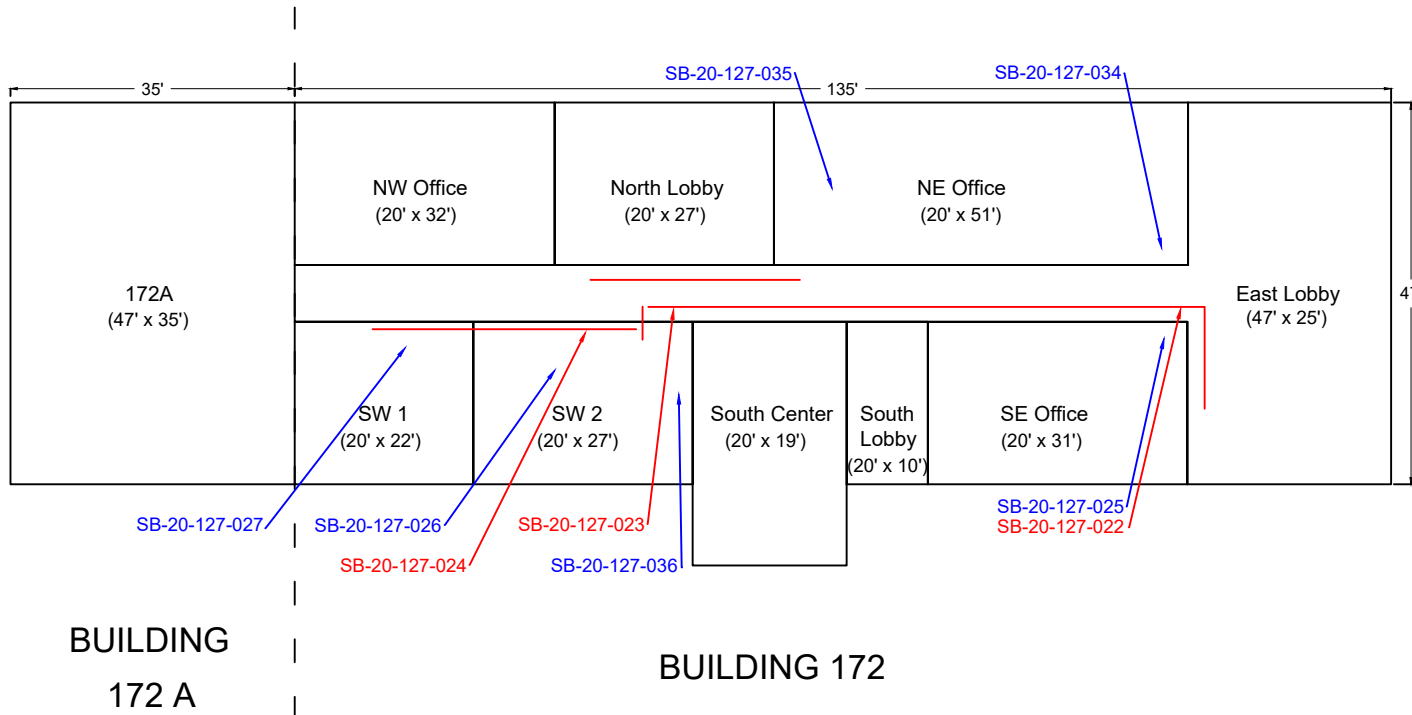 SB-20-127-035
SB-20-127-034
35'
135'
NW Office
(20' x 32')
North Lobby
(20' x 27')
NE Office
(20' x 51')
172A
(47' x 35')
East Lobby
(47' x 25')
SW 1
(20' x 22')
SW 2
(20' x 27')
South Center
(20' x 19')
South
Lobby
(20' x 10')
SE Office
(20' x 31')
SB-20-127-027
SB-20-127-026
SB-20-127-023
SB-20-127-025
SB-20-127-022
SB-20-127-024
SB-20-127-036
BUILDING
172 A
BUILDING 172